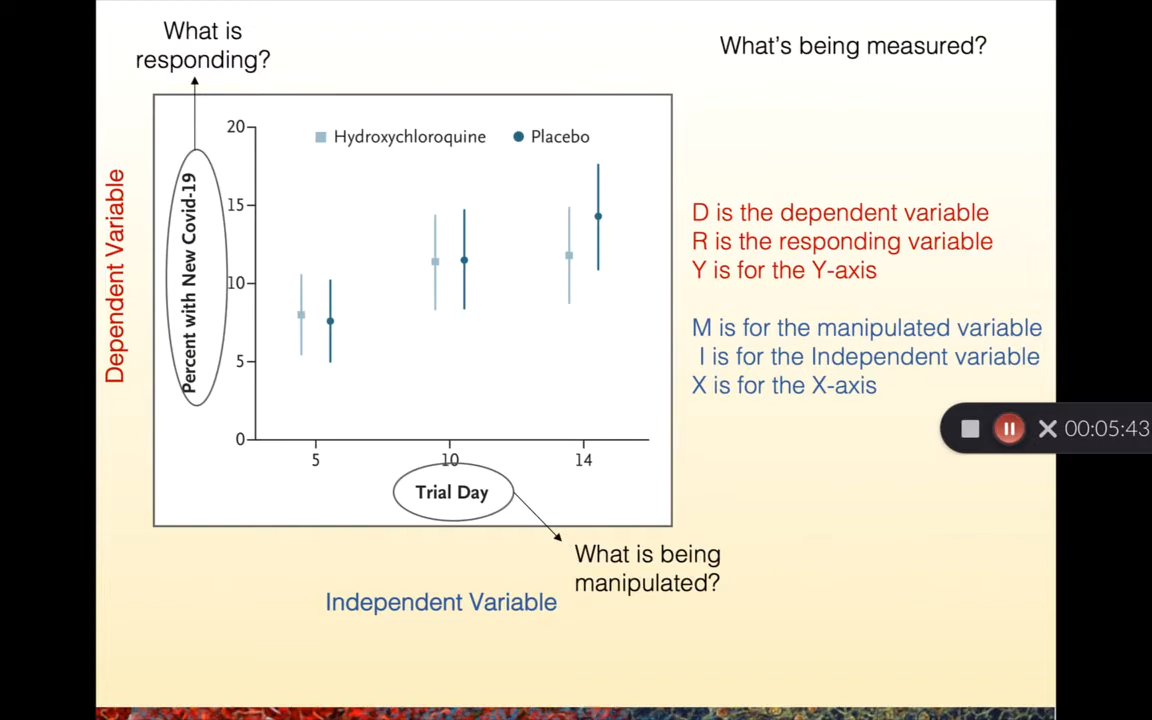 What is
responding?
What's being measured?
Dependent Variable
Percent with New Covid-19
20
15
10
5
0
Hydroxychloroquine
Placebo
5
10
14
Trial Day
What is being
manipulated?
Independent Variable
D is the dependent variable
R is the responding variable
Y is for the Y-axis
M is for the manipulated variable
I is for the Independent variable
X is for the X-axis
00:05:43